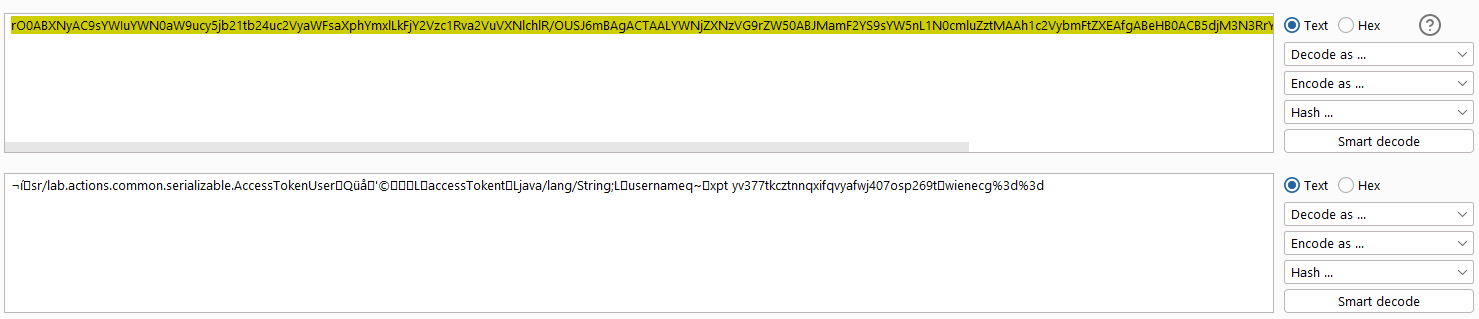 rO0ABXNyAC9sYWIuYWN0aW9ucy5jb21tb24uc2VyaWFsaXphYmxlLkFjY2Vzc1Rva2VuVXNlchlR/OUSJ6mBAgACTAALYWNjZXNzVG9rZW50ABJMamF2YS9sYW5nL1N0cmluZztMAAh1c2VybmFtZXEAfgABeHB0ACB5djM3N3RrY
Text
Hex
?
Decode as ...
Encode as ...
Hash ...
Smart decode
¬í▯sr/lab.actions.common.serializable.AccessTokenUser▯Qüå▯'©▯▯▯L▯accessTokent▯Ljava/lang/String;L▯usernameq~▯xpt yv377tkcztnnqxifqvyafwj407osp269t▯wienecg%3d%3d
Text
Hex
Decode as ...
Encode as ...
Hash ...
Smart decode